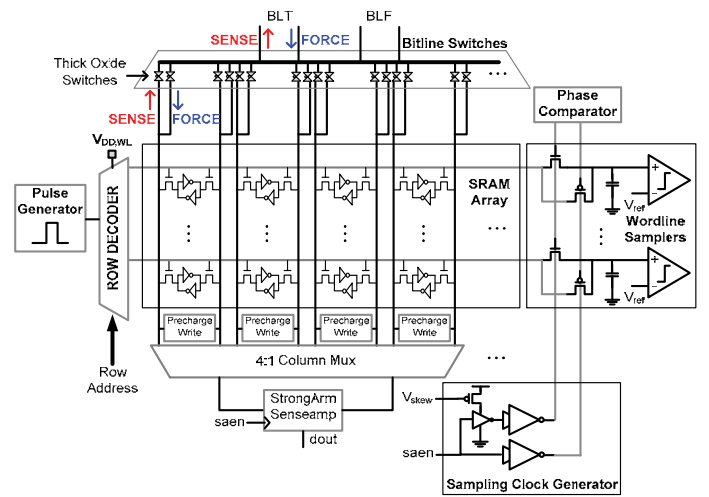 BLT BLF
SENSE FORCE Bitline Switches
Thick Oxide
Switches
SENSE FORCE
Phase
Comparator
VDD,WL
Pulse
Generator
ROW DECODER
SRAM
Array
Vref
Wordline
Samplers
Vref
Precharge
Write
Precharge
Write
Precharge
Write
Precharge
Write
4:1 Column Mux
Row
Address
StrongArm
Senseamp
saen
dout
Vskew
saen
Sampling Clock Generator